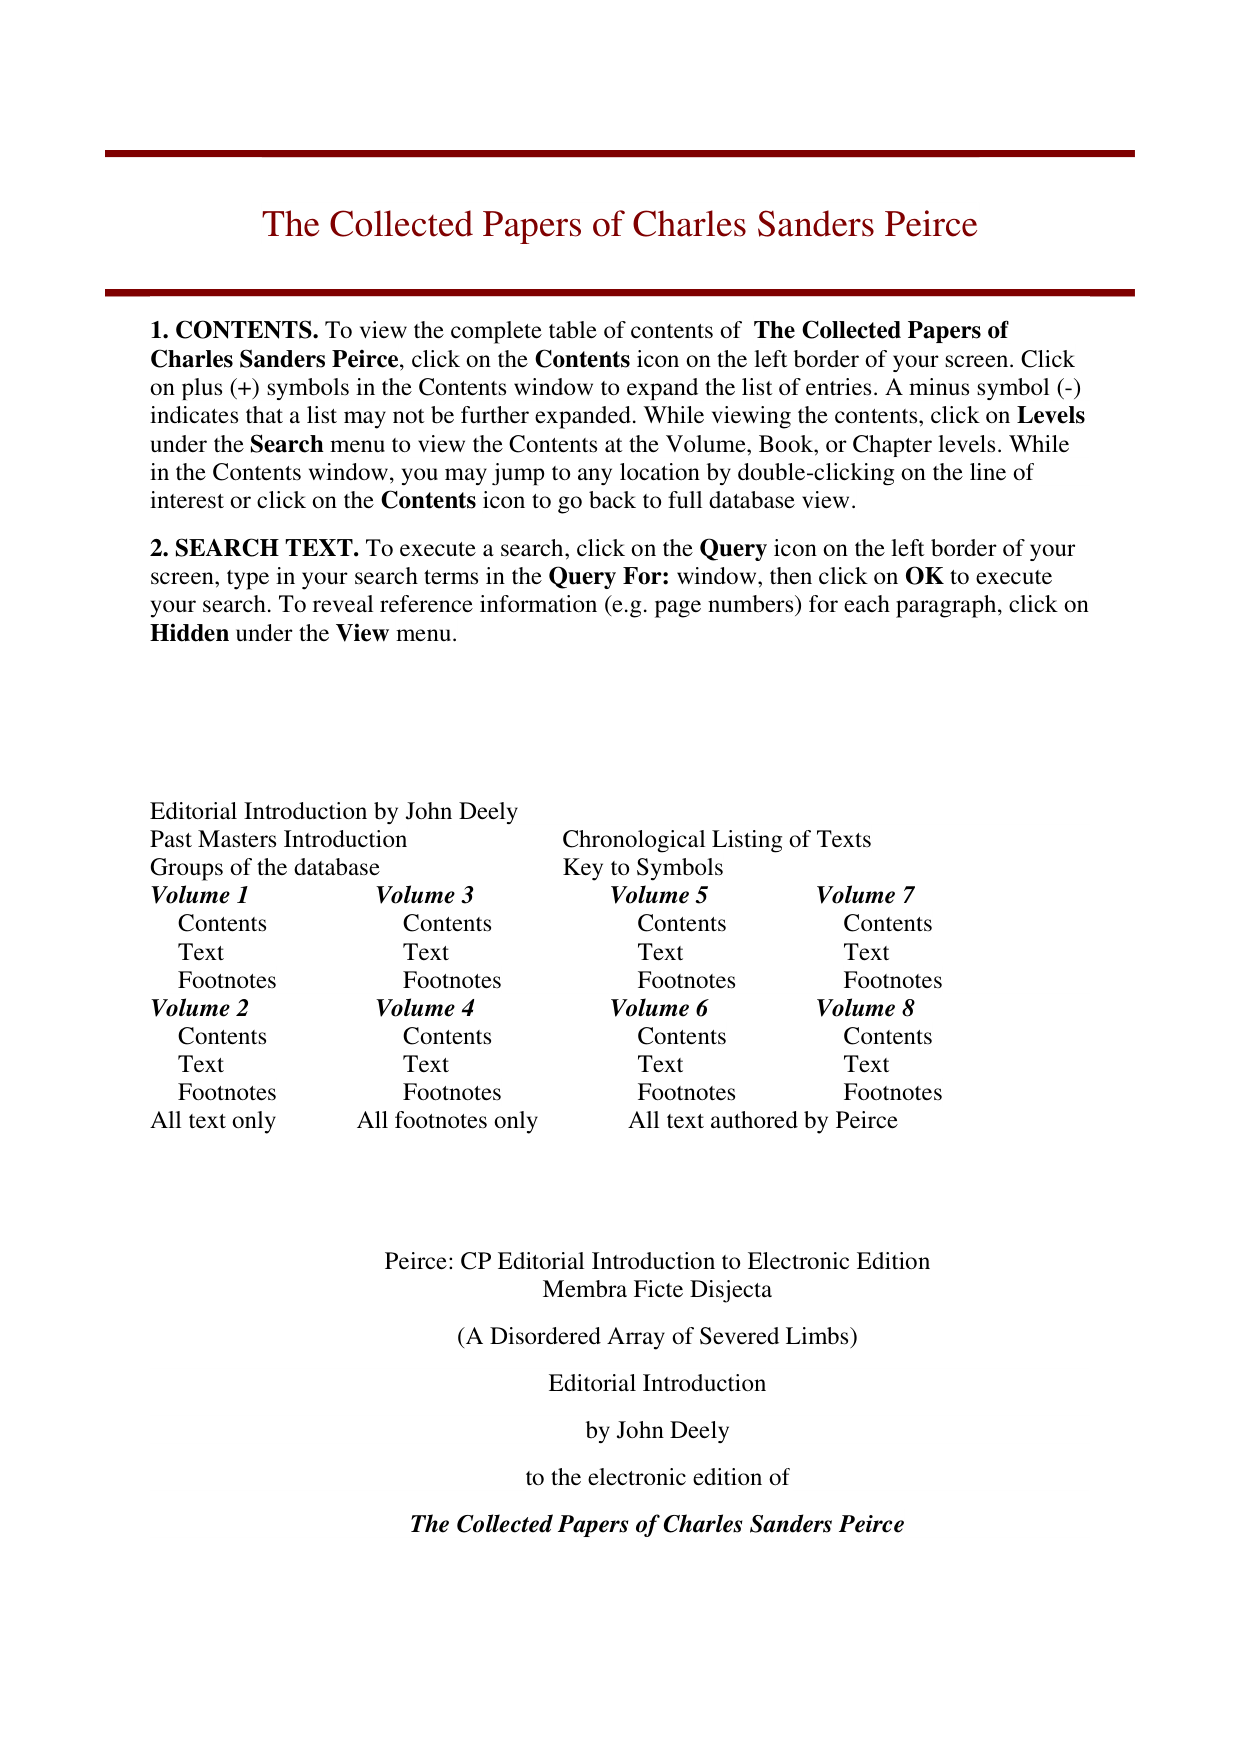 The Collected Papers of Charles Sanders Peirce
1. CONTENTS. To view the complete table of contents of  The Collected Papers of
Charles Sanders Peirce, click on the Contents icon on the left border of your screen. Click
on plus (+) symbols in the Contents window to expand the list of entries. A minus symbol (-)
indicates that a list may not be further expanded. While viewing the contents, click on Levels
under the Search menu to view the Contents at the Volume, Book, or Chapter levels. While
in the Contents window, you may jump to any location by double-clicking on the line of
interest or click on the Contents icon to go back to full database view.
2. SEARCH TEXT. To execute a search, click on the Query icon on the left border of your
screen, type in your search terms in the Query For: window, then click on OK to execute
your search. To reveal reference information (e.g. page numbers) for each paragraph, click on
Hidden under the View menu.
Editorial Introduction by John Deely
Past Masters Introduction Chronological Listing of Texts
Groups of the database Key to Symbols
Volume 1 Volume 3 Volume 5 Volume 7
Contents Contents Contents Contents
Text Text Text Text
Footnotes Footnotes Footnotes Footnotes
Volume 2 Volume 4 Volume 6 Volume 8
Contents Contents Contents Contents
Text Text Text Text
Footnotes Footnotes Footnotes Footnotes
All text only All footnotes only All text authored by Peirce
Peirce: CP Editorial Introduction to Electronic Edition
Membra Ficte Disjecta
(A Disordered Array of Severed Limbs)
Editorial Introduction
by John Deely
to the electronic edition of
The Collected Papers of Charles Sanders Peirce